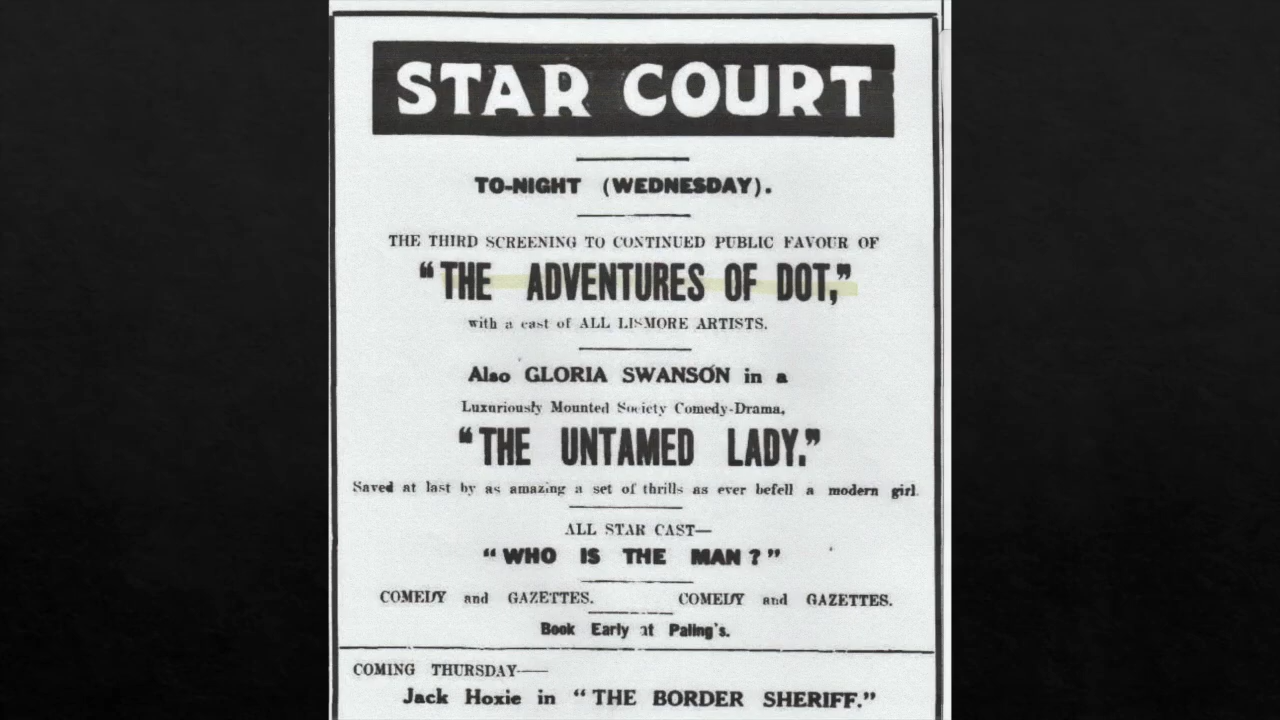 STAR COURT
TO-NIGHT (WEDNESDAY).
THE THIRD SCREENING TO CONTINUED PUBLIC FAVOUR OF
“THE ADVENTURES OF DOT,”
with a cast of ALL LISMORE ARTISTS.
Also GLORIA SWANSON in a
Luxuriously Mounted Society Comedy-Drama,
“THE UNTAMED LADY.”
Saved at last by as amazing a set of thrills as ever befell a modern girl.
ALL STAR CAST—
“WHO IS THE MAN?”
COMEDY and GAZETTES. COMEDY and GAZETTES.
Book Early at Paling's.
COMING THURSDAY—
Jack Hoxie in “THE BORDER SHERIFF.”